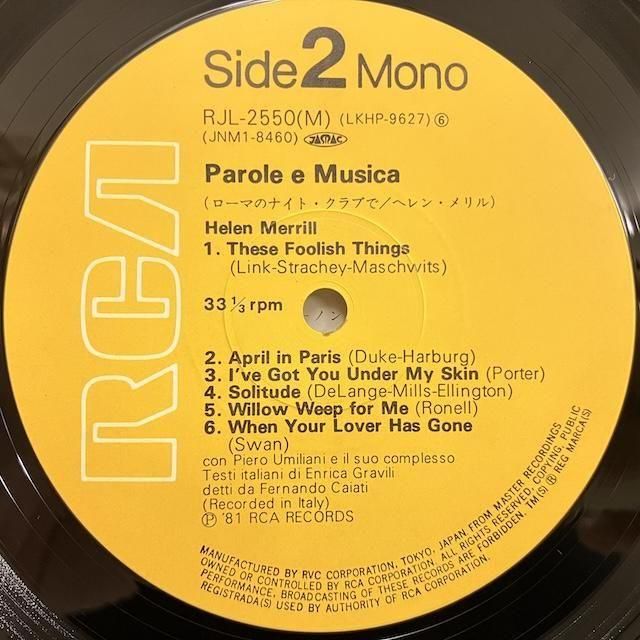 Side 2 Mono
RJL-2550(M) (LKHP-9627)⑥
(JNM1-8460) JASRAC
RCA
Parole e Musica
(ローマのナイト・クラブで/ヘレン・メリル)
Helen Merrill
1. These Foolish Things
(Link-Strachey-Maschwits)
33 1/3 rpm
2. April in Paris (Duke-Harburg)
3. I've Got You Under My Skin (Porter)
4. Solitude (DeLange-Mills-Ellington)
5. Willow Weep for Me (Ronell)
6. When Your Lover Has Gone
(Swan)
con Piero Umiliani e il suo complesso
Testi italiani di Enrica Gravili
detti da Fernando Caiati
(Recorded in Italy)
Ⓟ '81 RCA RECORDS
MANUFACTURED BY RVC CORPORATION, TOKYO, JAPAN, FROM MASTER RECORDINGS
OWNED OR CONTROLLED BY RCA CORPORATION. ALL RIGHTS RESERVED, COPYING, PUBLIC
PERFORMANCE, BROADCASTING OF THESE RECORDS ARE FORBIDDEN. TM(S) ® REG MARCA(S)
REGISTRADA(S) USED BY AUTHORITY OF RCA CORPORATION.